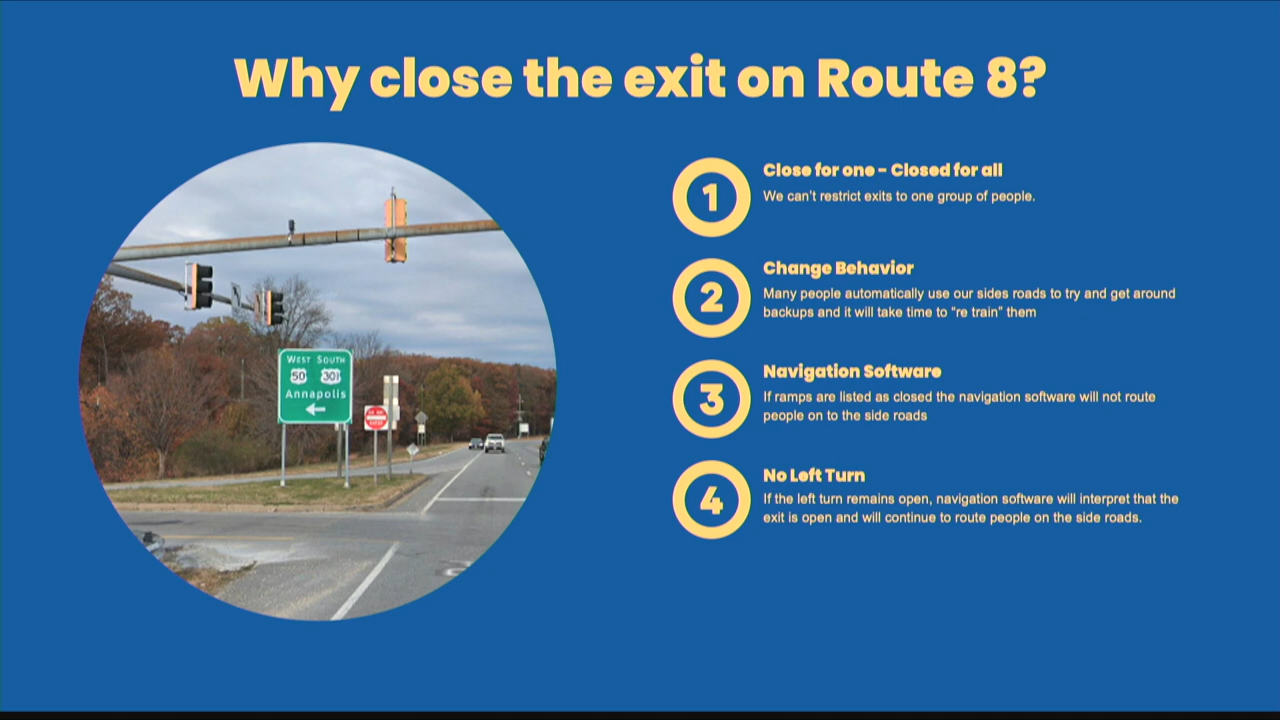 Why close the exit on Route 8?
1
Close for one - Closed for all
We can't restrict exits to one group of people.
2
Change Behavior
Many people automatically use our sides roads to try and get around
backups and it will take time to “re train” them
3
Navigation Software
If ramps are listed as closed the navigation software will not route
people on to the side roads
4
No Left Turn
If the left turn remains open, navigation software will interpret that the
exit is open and will continue to route people on the side roads.
WEST SOUTH
50 301
Annapolis